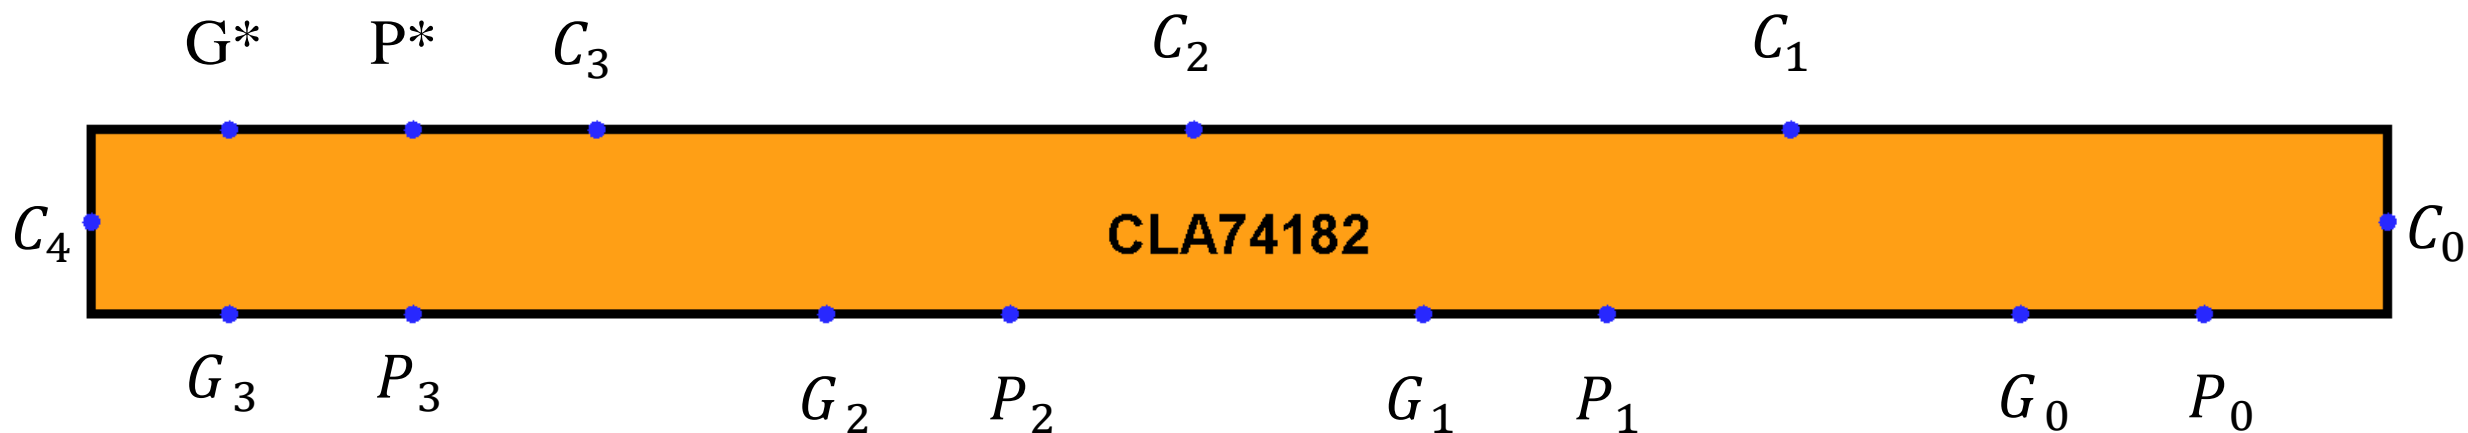 G* P* C₃ C₂ C₁
C₄ CLA74182 C₀
G₃ P₃ G₂ P₂ G₁ P₁ G₀ P₀